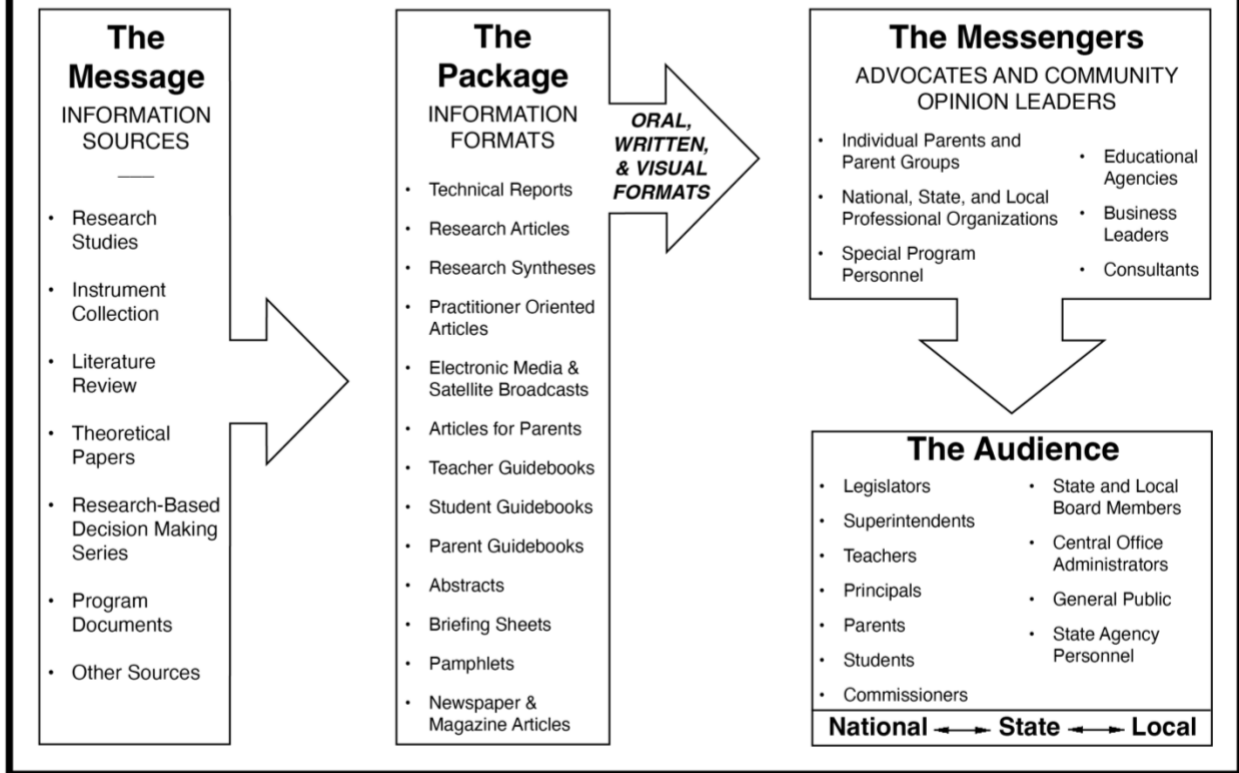 The
Message
INFORMATION
SOURCES
• Research
Studies
• Instrument
Collection
• Literature
Review
• Theoretical
Papers
• Research-Based
Decision Making
Series
• Program
Documents
• Other Sources
The
Package
INFORMATION
FORMATS
• Technical Reports
• Research Articles
• Research Syntheses
• Practitioner Oriented
Articles
• Electronic Media &
Satellite Broadcasts
• Articles for Parents
• Teacher Guidebooks
• Student Guidebooks
• Parent Guidebooks
• Abstracts
• Briefing Sheets
• Pamphlets
• Newspaper &
Magazine Articles
ORAL,
WRITTEN,
& VISUAL
FORMATS
The Messengers
ADVOCATES AND COMMUNITY
OPINION LEADERS
• Individual Parents and
Parent Groups
• National, State, and Local
Professional Organizations
• Special Program
Personnel
• Educational
Agencies
• Business
Leaders
• Consultants
The Audience
• Legislators
• Superintendents
• Teachers
• Principals
• Parents
• Students
• Commissioners
• State and Local
Board Members
• Central Office
Administrators
• General Public
• State Agency
Personnel
National ↔ State ↔ Local